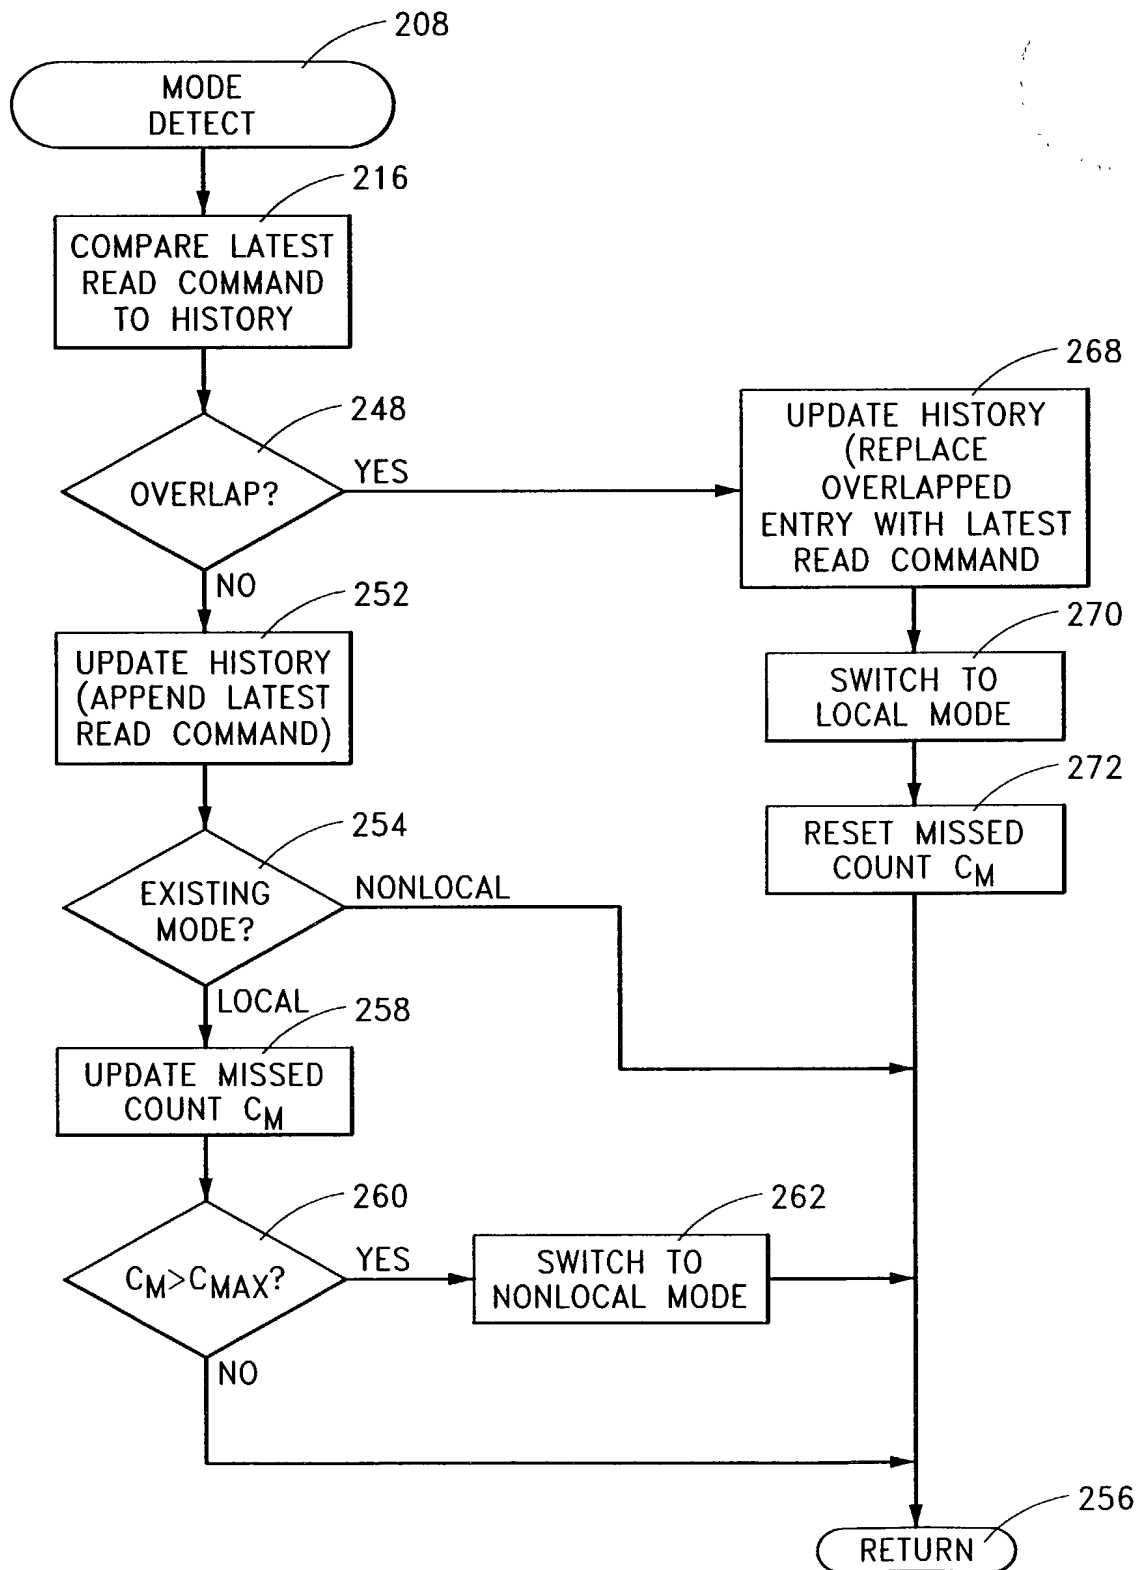 208
MODE
DETECT
216
COMPARE LATEST
READ COMMAND
TO HISTORY
248
OVERLAP?
YES
NO
268
UPDATE HISTORY
(REPLACE
OVERLAPPED
ENTRY WITH LATEST
READ COMMAND
252
UPDATE HISTORY
(APPEND LATEST
READ COMMAND)
270
SWITCH TO
LOCAL MODE
272
RESET MISSED
COUNT CM
254
EXISTING
MODE?
NONLOCAL
LOCAL
258
UPDATE MISSED
COUNT CM
260
CM>CMAX?
YES
NO
262
SWITCH TO
NONLOCAL MODE
256
RETURN